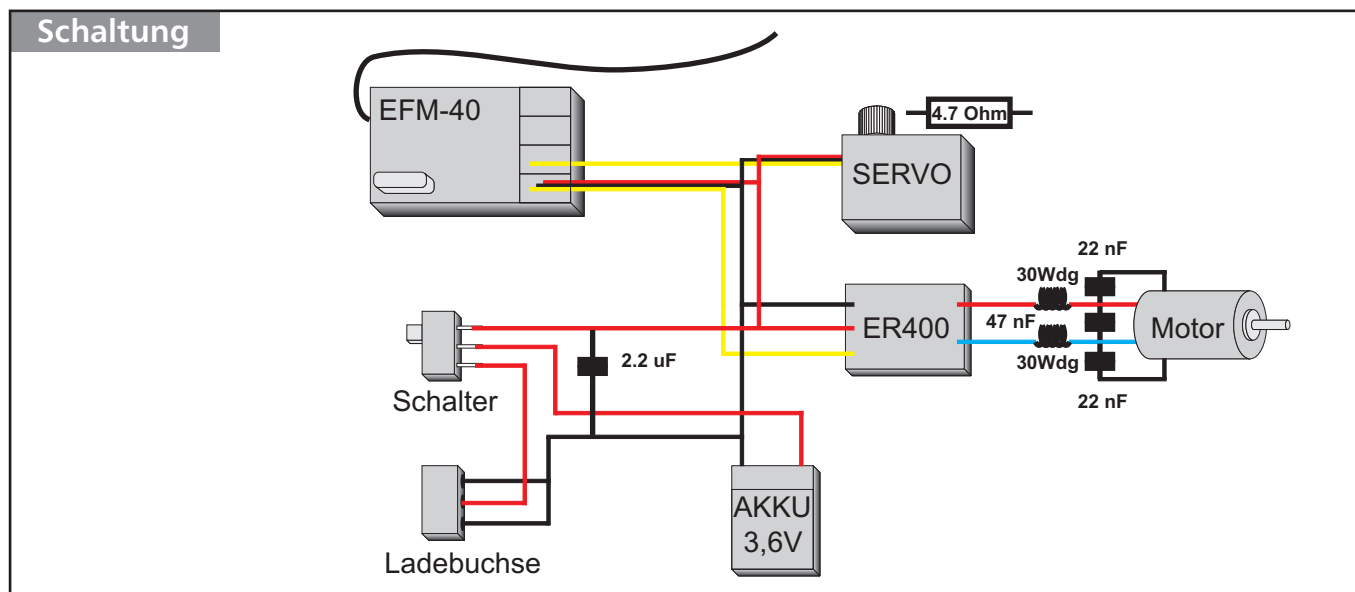 Schaltung
EFM-40
4.7 Ohm
SERVO
22 nF
30Wdg
ER400
47 nF
Motor
30Wdg
22 nF
2.2 uF
Schalter
AKKU
3,6V
Ladebuchse